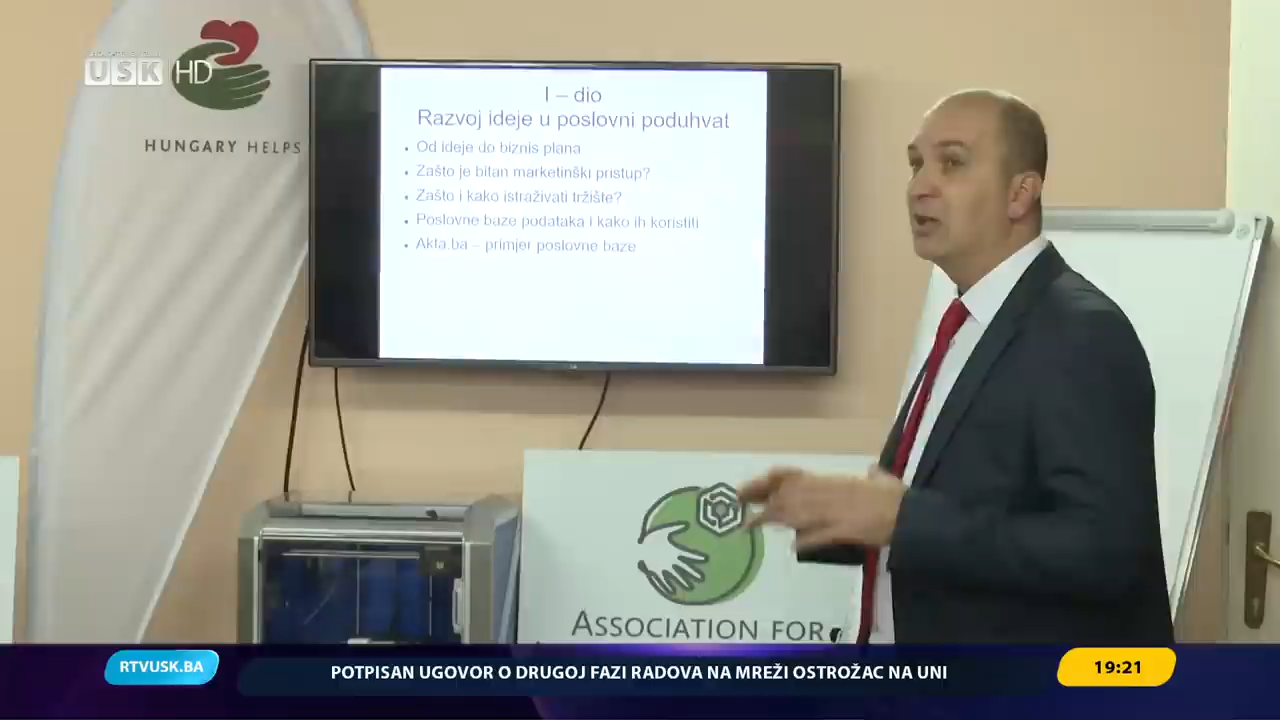 USK HD
HUNGARY HELPS
I – dio
Razvoj ideje u poslovni poduhvat
• Od ideje do biznis plana
• Zašto je bitan marketinški pristup?
• Zašto i kako istraživati tržište?
• Poslovne baze podataka i kako ih koristiti
• Akta.ba – primjer poslovne baze
ASSOCIATION FOR
RTVUSK.BA
POTPISAN UGOVOR O DRUGOJ FAZI RADOVA NA MREŽI OSTROŽAC NA UNI
19:21